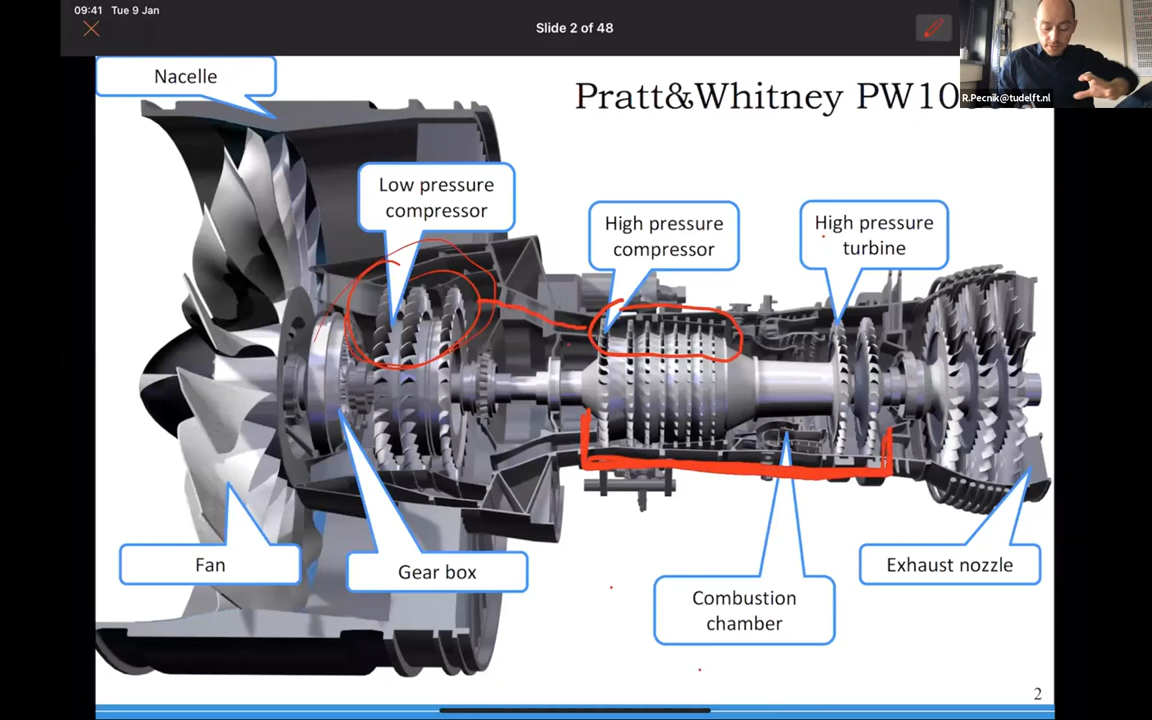 09:41 Tue 9 Jan
Slide 2 of 48
R.Pecnik@tudelft.nl
Nacelle
Pratt&Whitney PW10
Low pressure
compressor
High pressure
compressor
High pressure
turbine
Fan
Gear box
Combustion
chamber
Exhaust nozzle
2